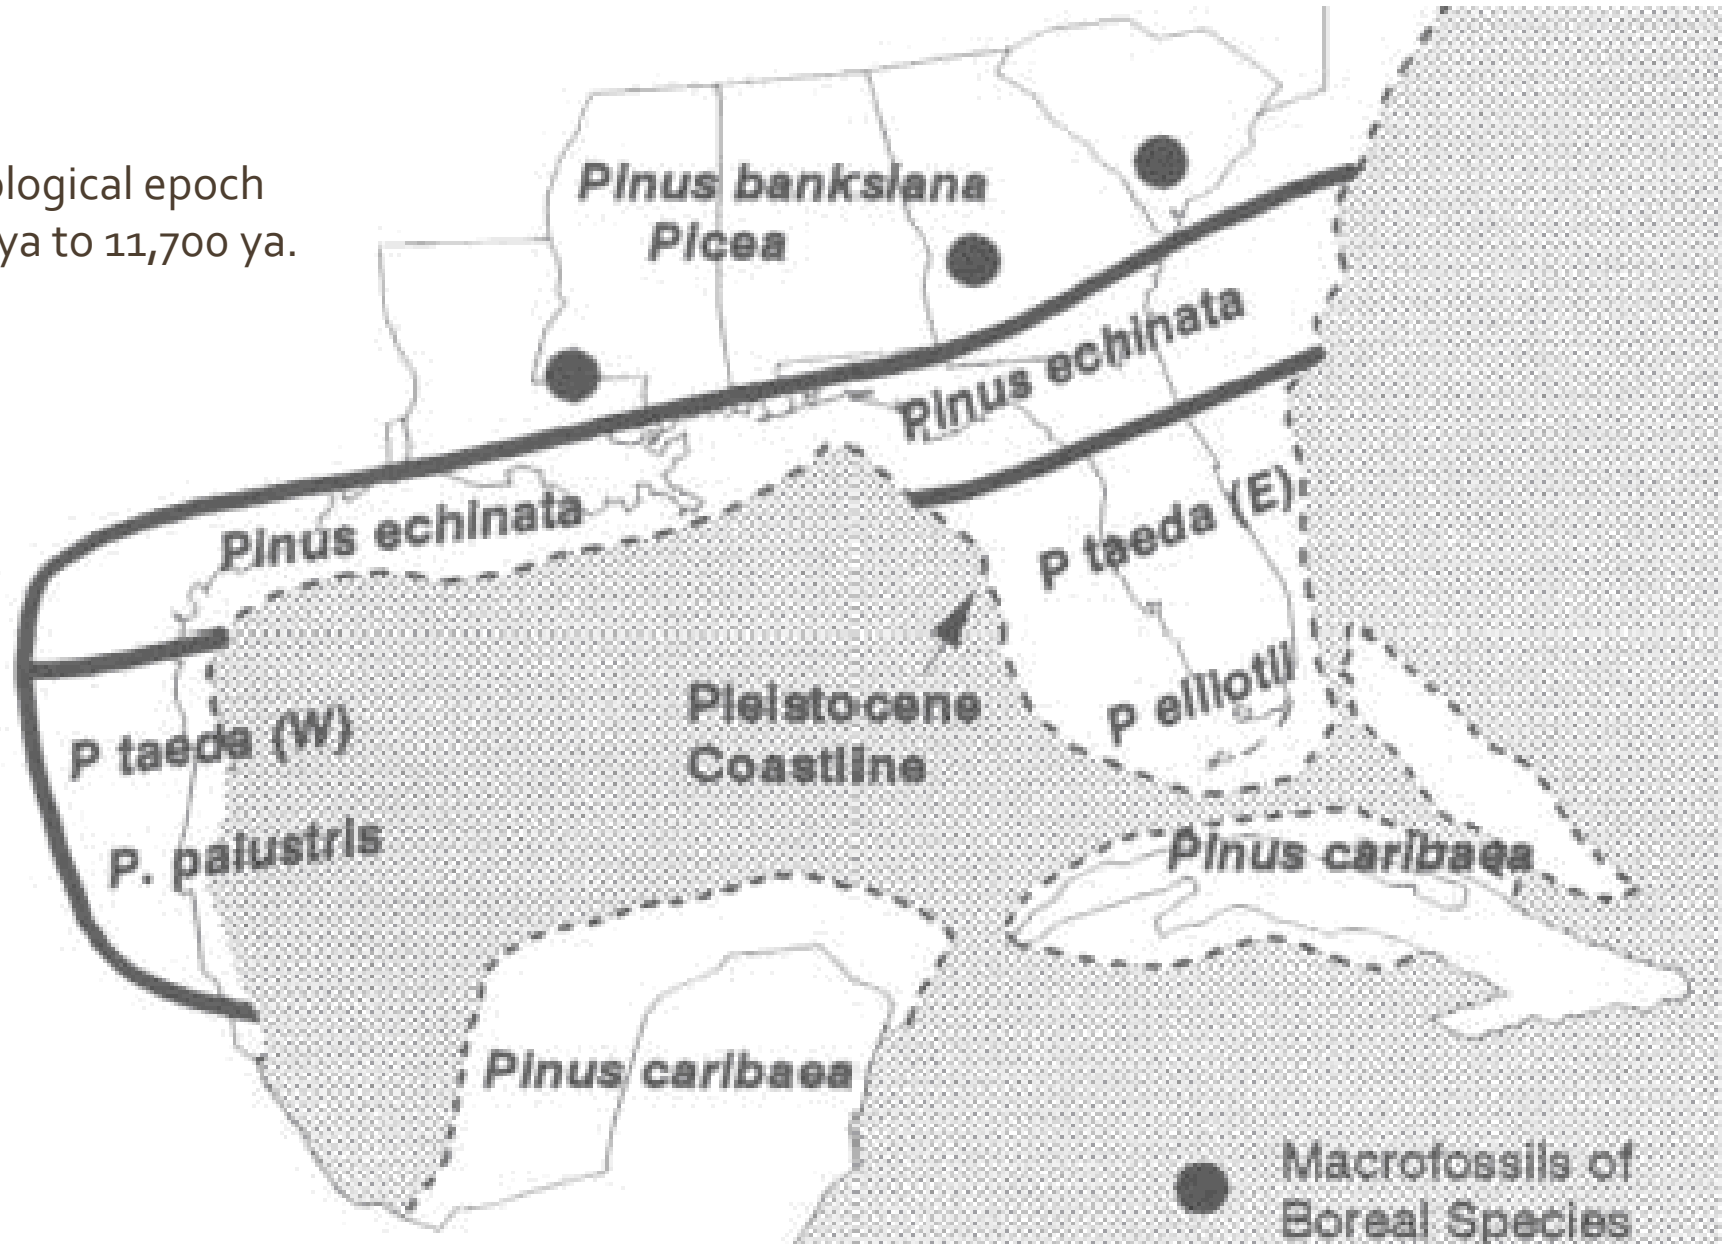 ological epoch
ya to 11,700 ya.
Pinus banksiana
Picea
Pinus echinata
Pinus echinata
P taeda (E)
P elliotii
Pleistocene
Coastline
P taeda (W)
P. palustris
Pinus caribaea
Pinus caribaea
Macrofossils of
Boreal Species